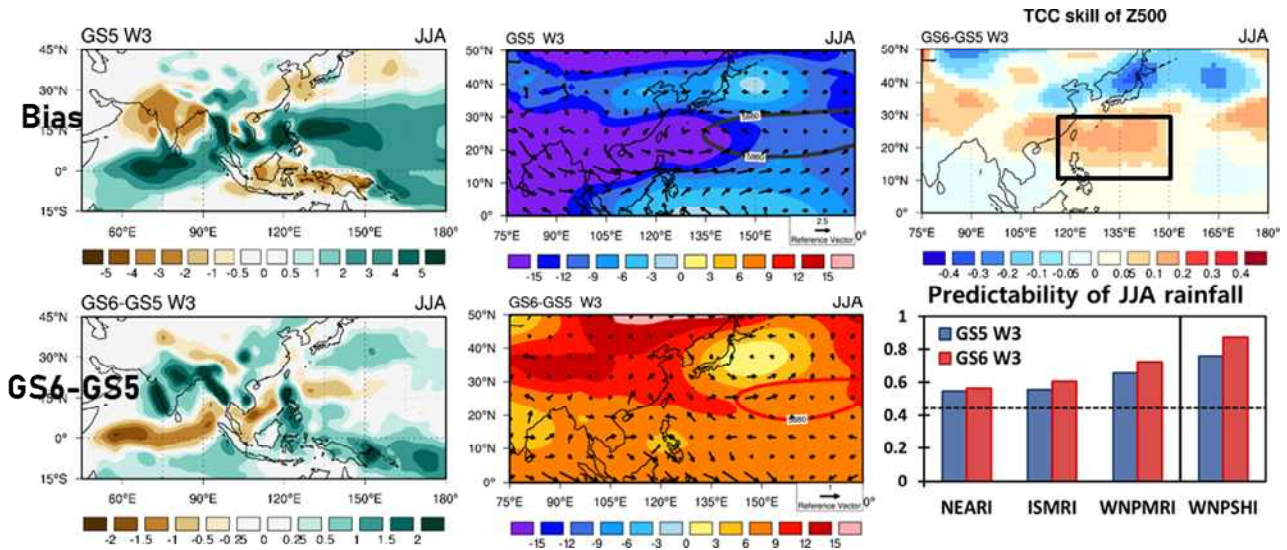 TCC skill of Z500
GS5 W3 JJA
GS5 W3 JJA
GS6-GS5 W3 JJA
Bias
45°N
30°N
15°N
0°
15°S
60°E 90°E 120°E 150°E 180°
-5 -4 -3 -2 -1 -0.5 0 0.5 1 2 3 4 5
50°N
40°N
30°N
20°N
10°N
0°
75°E 90°E 105°E 120°E 135°E 150°E 165°E
5860
5860
2.5
Reference Vector
-15 -12 -9 -6 -3 0 3 6 9 12 15
50°N
40°N
30°N
20°N
10°N
0°
75°E 90°E 105°E 120°E 135°E 150°E 165°E 180°
-0.4 -0.3 -0.2 -0.1 -0.05 0 0.05 0.1 0.2 0.3 0.4
GS6-GS5 W3 JJA
GS6-GS5
45°N
30°N
15°N
0°
15°S
60°E 90°E 120°E 150°E 180°
-2 -1.5 -1 -0.5 -0.25 0 0.25 0.5 1 1.5 2
GS6-GS5 W3 JJA
50°N
40°N
30°N
20°N
10°N
0°
75°E 90°E 105°E 120°E 135°E 150°E 165°E
1
Reference Vector
-15 -12 -9 -6 -3 0 3 6 9 12 15
Predictability of JJA rainfall
GS5 W3
GS6 W3
1
0.8
0.6
0.4
0.2
0
NEARI ISMRI WNPMRI WNPSHI